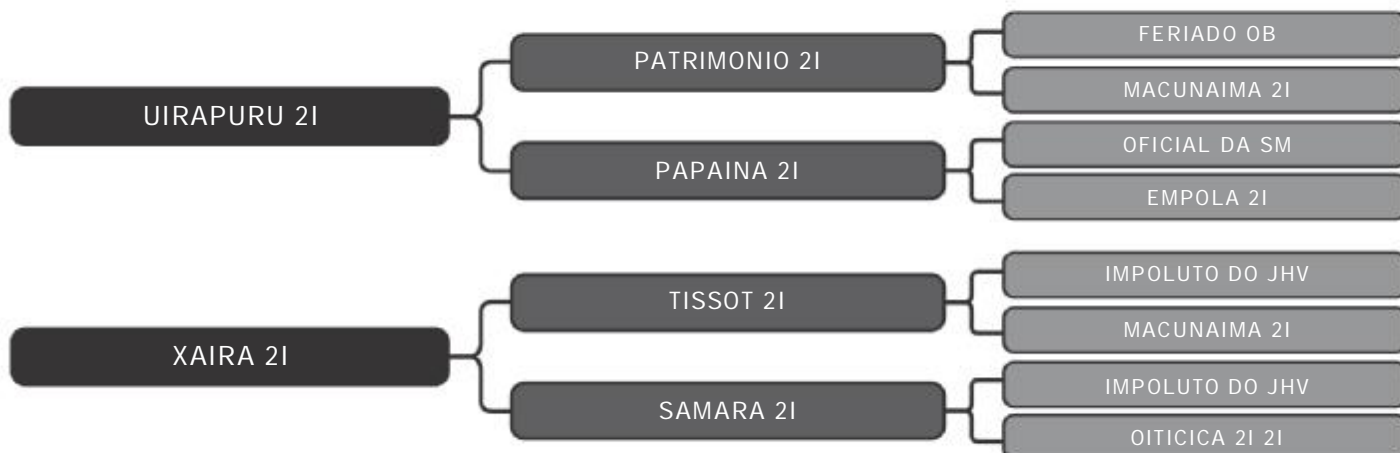 UIRAPURU 2I
PATRIMONIO 2I
FERIADO OB
MACUNAIMA 2I
PAPAINA 2I
OFICIAL DA SM
EMPOLA 2I
XAIRA 2I
TISSOT 2I
IMPOLUTO DO JHV
MACUNAIMA 2I
SAMARA 2I
IMPOLUTO DO JHV
OITICICA 2I 2I